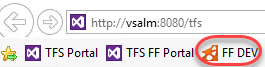 http://vsalm:8080/tfs
TFS Portal TFS FF Portal FF DEV